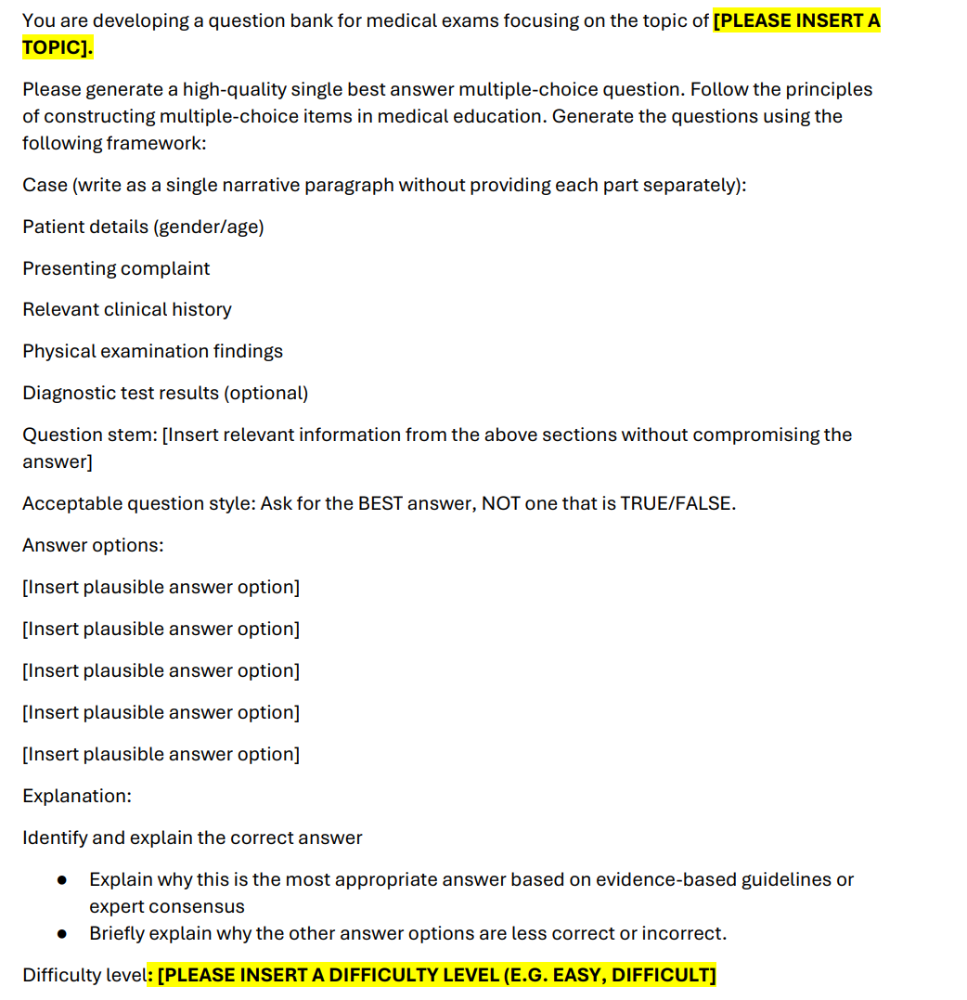 You are developing a question bank for medical exams focusing on the topic of [PLEASE INSERT A
TOPIC].
Please generate a high-quality single best answer multiple-choice question. Follow the principles
of constructing multiple-choice items in medical education. Generate the questions using the
following framework:
Case (write as a single narrative paragraph without providing each part separately):
Patient details (gender/age)
Presenting complaint
Relevant clinical history
Physical examination findings
Diagnostic test results (optional)
Question stem: [Insert relevant information from the above sections without compromising the
answer]
Acceptable question style: Ask for the BEST answer, NOT one that is TRUE/FALSE.
Answer options:
[Insert plausible answer option]
[Insert plausible answer option]
[Insert plausible answer option]
[Insert plausible answer option]
[Insert plausible answer option]
Explanation:
Identify and explain the correct answer
● Explain why this is the most appropriate answer based on evidence-based guidelines or
expert consensus
● Briefly explain why the other answer options are less correct or incorrect.
Difficulty level: [PLEASE INSERT A DIFFICULTY LEVEL (E.G. EASY, DIFFICULT]